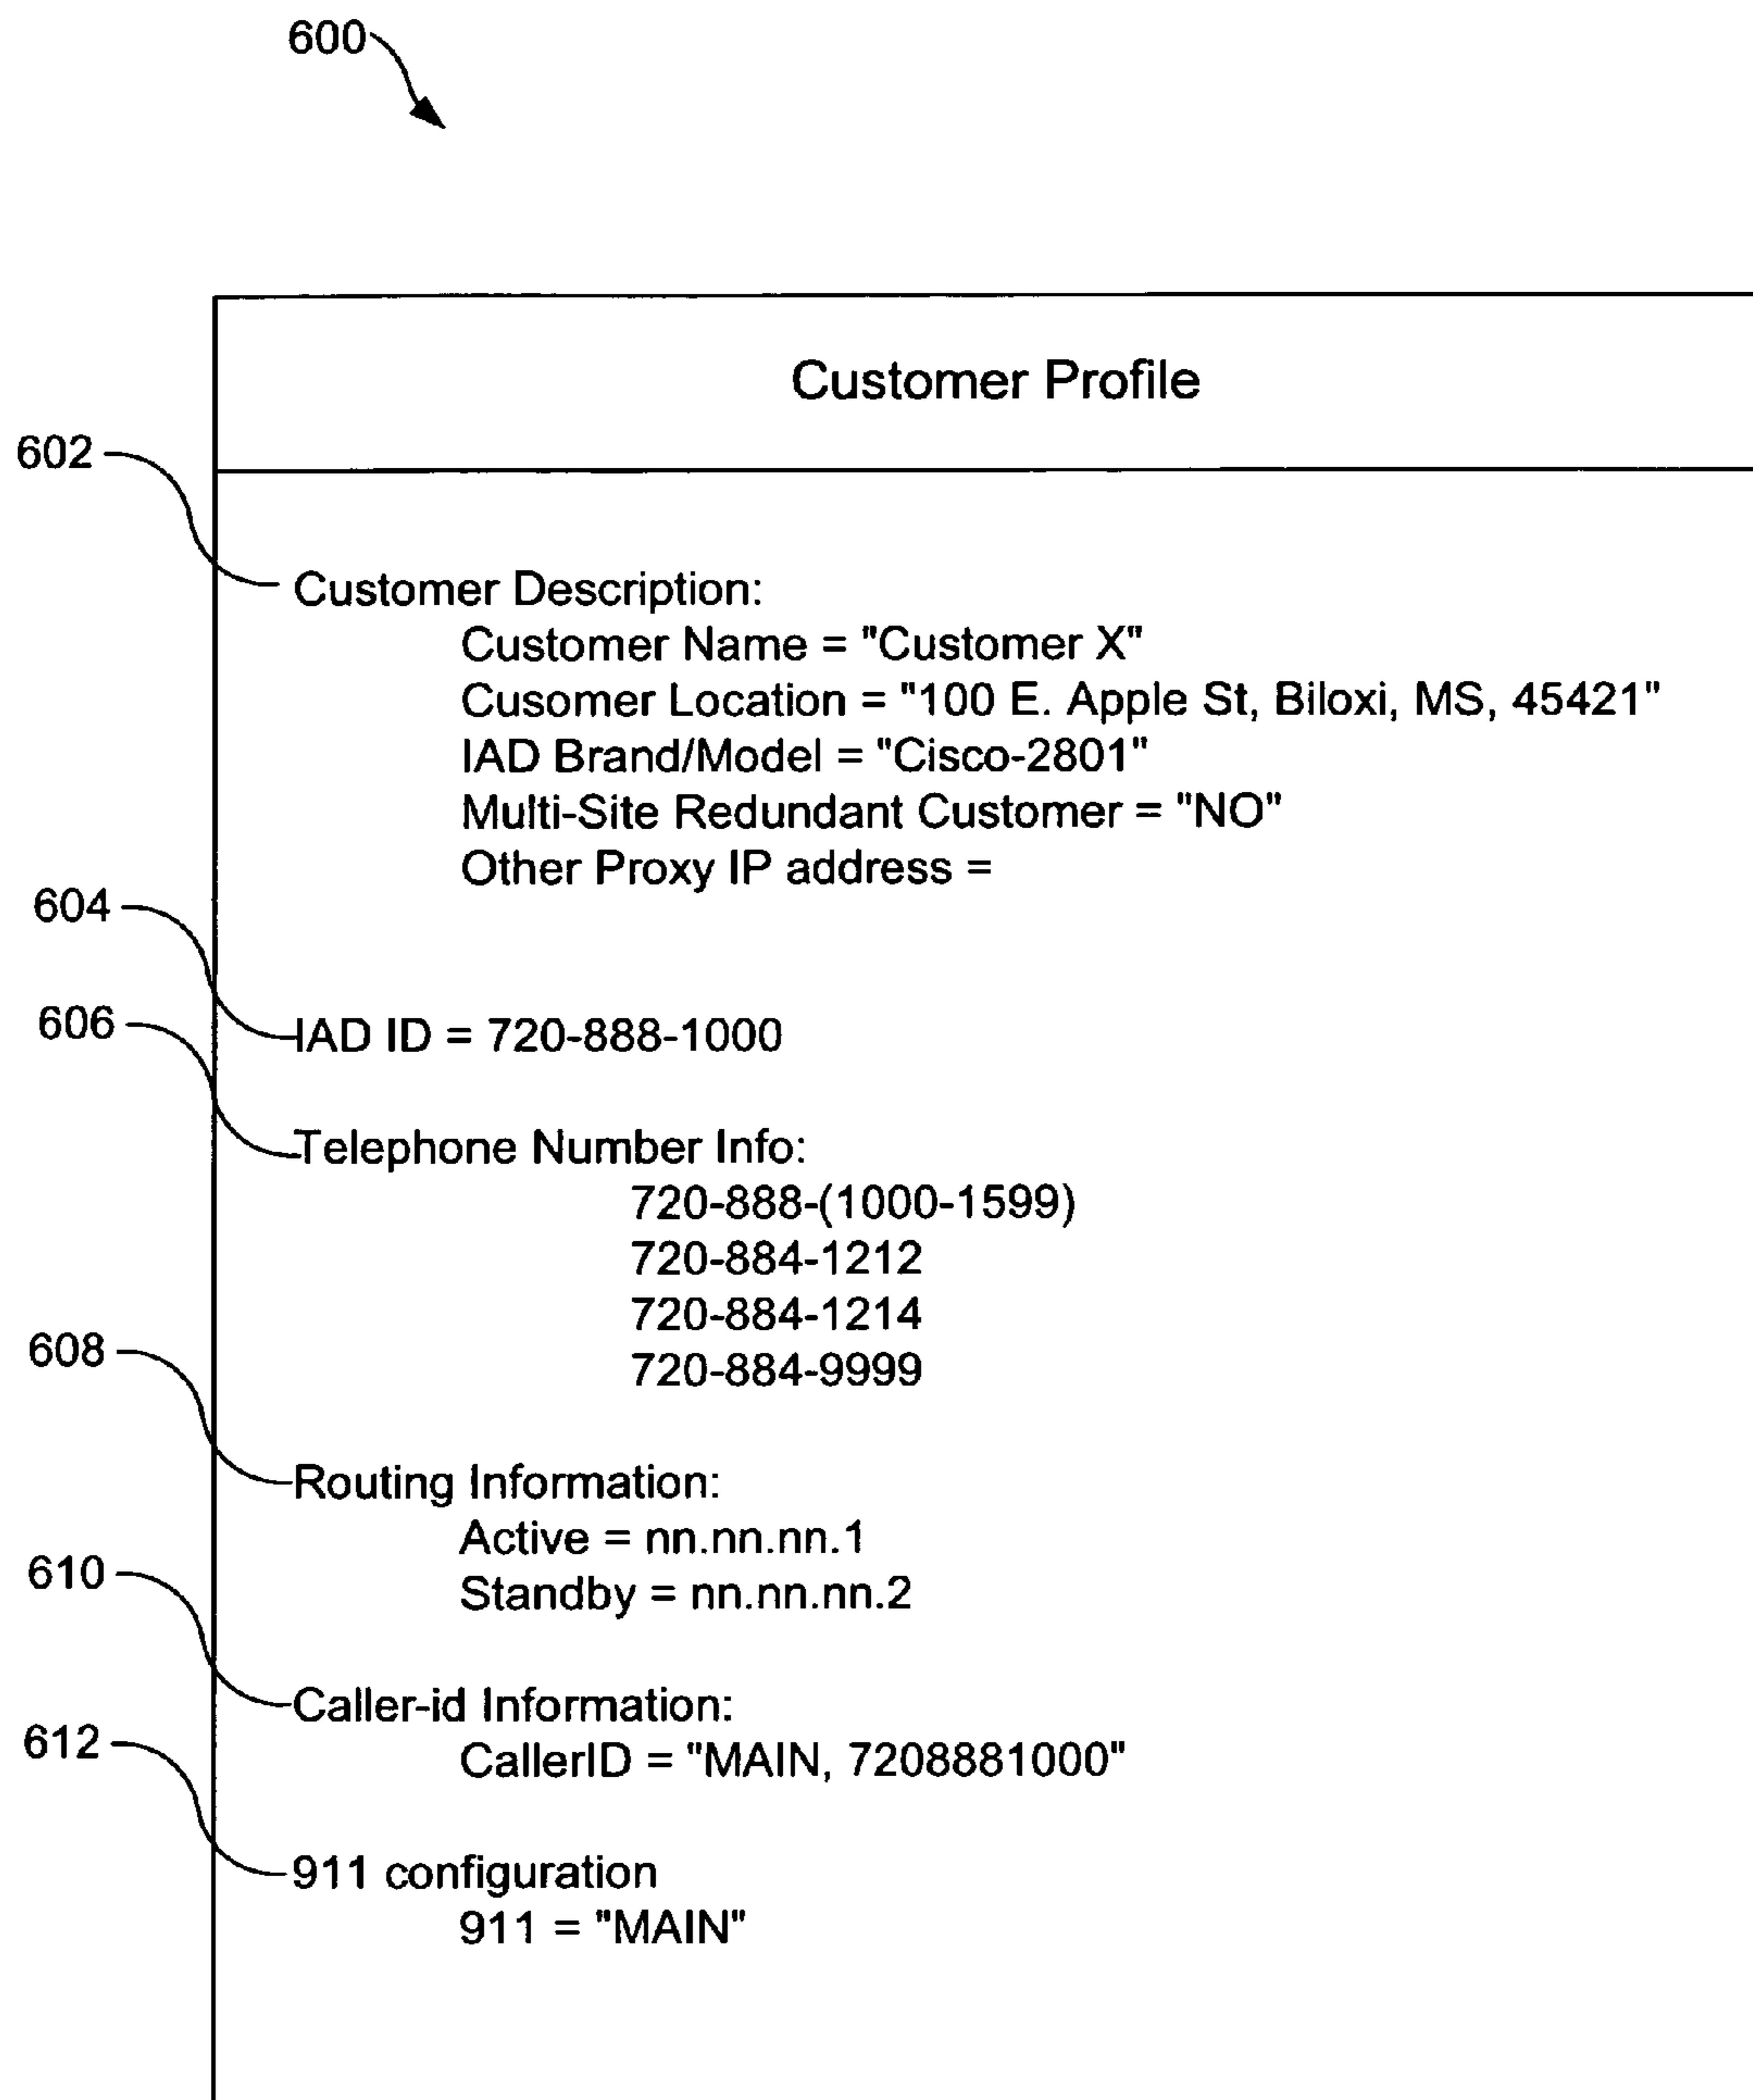 600
Customer Profile
602
Customer Description:
Customer Name = "Customer X"
Cusomer Location = "100 E. Apple St, Biloxi, MS, 45421"
IAD Brand/Model = "Cisco-2801"
Multi-Site Redundant Customer = "NO"
Other Proxy IP address =
604
IAD ID = 720-888-1000
606
Telephone Number Info:
720-888-(1000-1599)
720-884-1212
720-884-1214
720-884-9999
608
Routing Information:
Active = nn.nn.nn.1
Standby = nn.nn.nn.2
610
Caller-id Information:
CallerID = "MAIN, 7208881000"
612
911 configuration
911 = "MAIN"